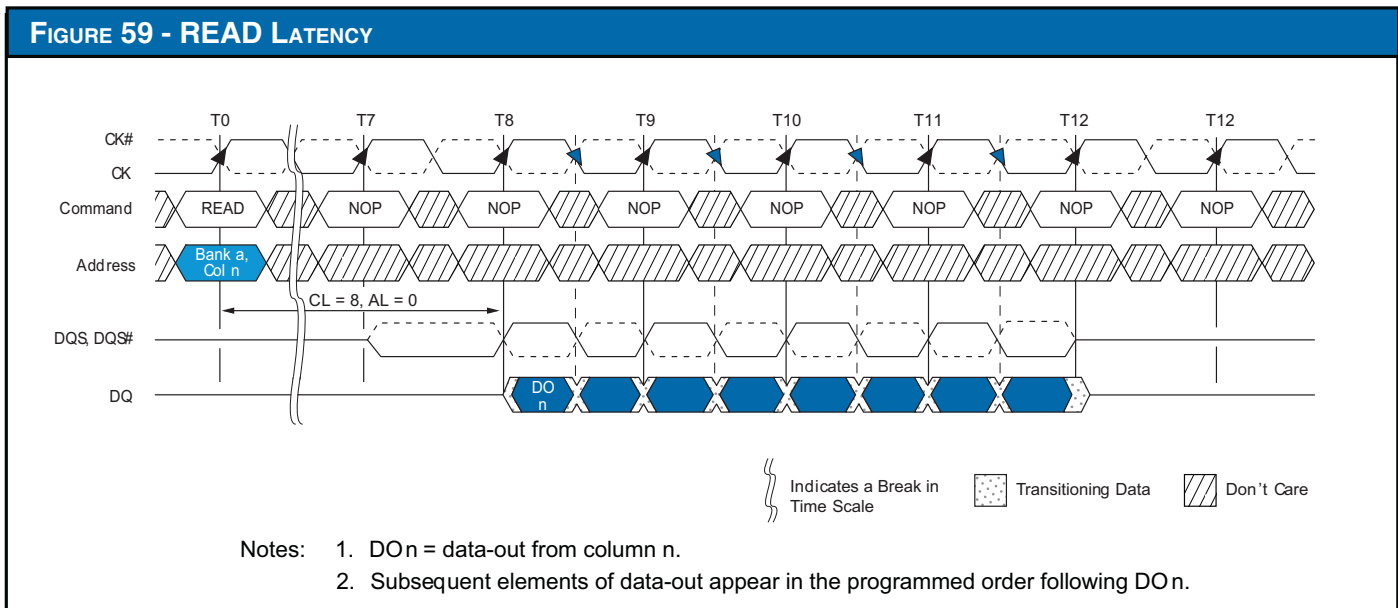 FIGURE 59 - READ LATENCY
T0 T7 T8 T9 T10 T11 T12 T12
CK#
CK
Command READ NOP NOP NOP NOP NOP NOP NOP
Address Bank a,
Col n
CL = 8, AL = 0
DQS, DQS#
DQ DO
n
Indicates a Break in
Time Scale
Transitioning Data
Don't Care
Notes: 1. DO n = data-out from column n.
2. Subsequent elements of data-out appear in the programmed order following DO n.